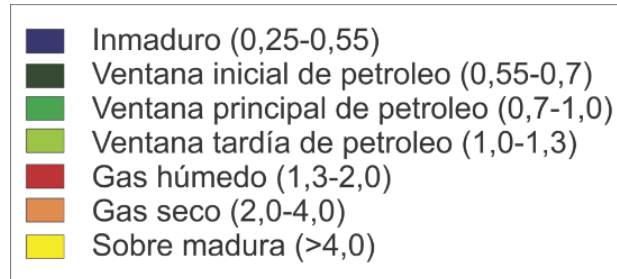 Inmaduro (0,25-0,55)
Ventana inicial de petroleo (0,55-0,7)
Ventana principal de petroleo (0,7-1,0)
Ventana tardía de petroleo (1,0-1,3)
Gas húmedo (1,3-2,0)
Gas seco (2,0-4,0)
Sobre madura (>4,0)